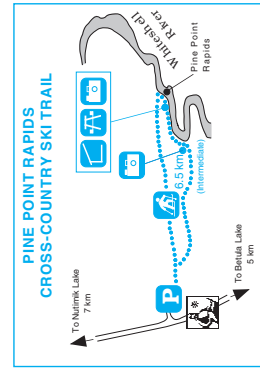 PINE POINT RAPIDS
CROSS-COUNTRY SKI TRAIL
Whiteshell
River
Pine Point
Rapids
6.5 km
(Intermediate)
P
To Nutimik Lake
7 km
To Betula Lake
5 km